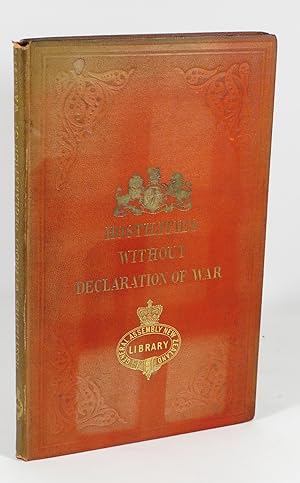 HOSTILITIES
WITHOUT
DECLARATION OF WAR
GENERAL ASSEMBLY NEW ZEALAND
LIBRARY